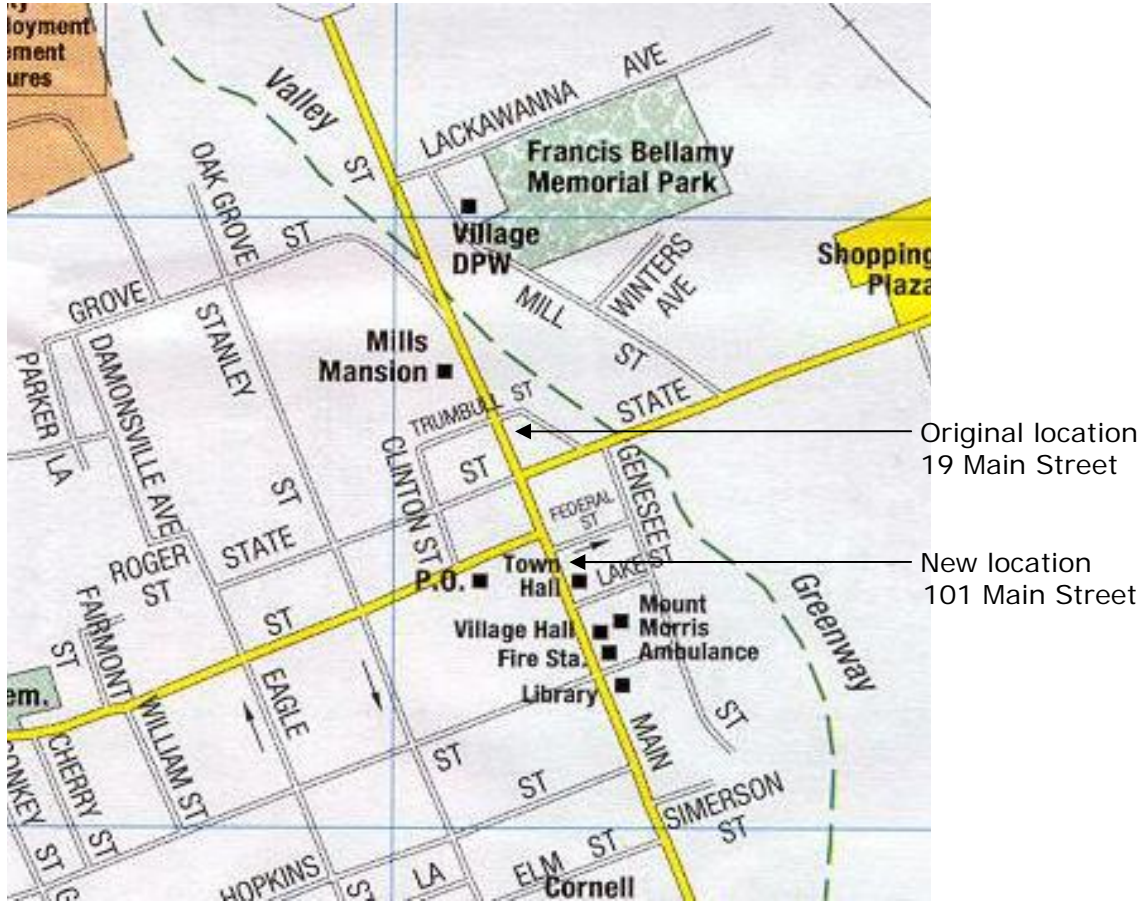 loyment
ement
ures
Valley
ST
LACKAWANNA AVE
Francis Bellamy
Memorial Park
OAK GROVE
GROVE ST
Village
DPW
WINTERS
AVE
MILL ST
Shopping
Plaza
STANLEY ST
DAMONSVILLE AVE
PARKER LA
Mills
Mansion
TRUMBULL ST
STATE
CLINTON ST
STATE ST
GENESEE ST
FEDERAL
ST
Original location
19 Main Street
ROGER
ST
P.O.
Town
Hall
LAKE ST
New location
101 Main Street
Greenway
FAIRMONT
ST
ST
Village Hall
Fire Sta.
Library
Mount
Morris
Ambulance
em.
WILLIAM ST
EAGLE
MAIN
CHERRY ST
ONKEY ST
ST
ST
SIMERSON
ST
HOPKINS
ST
LA
ELM ST
Cornell
G